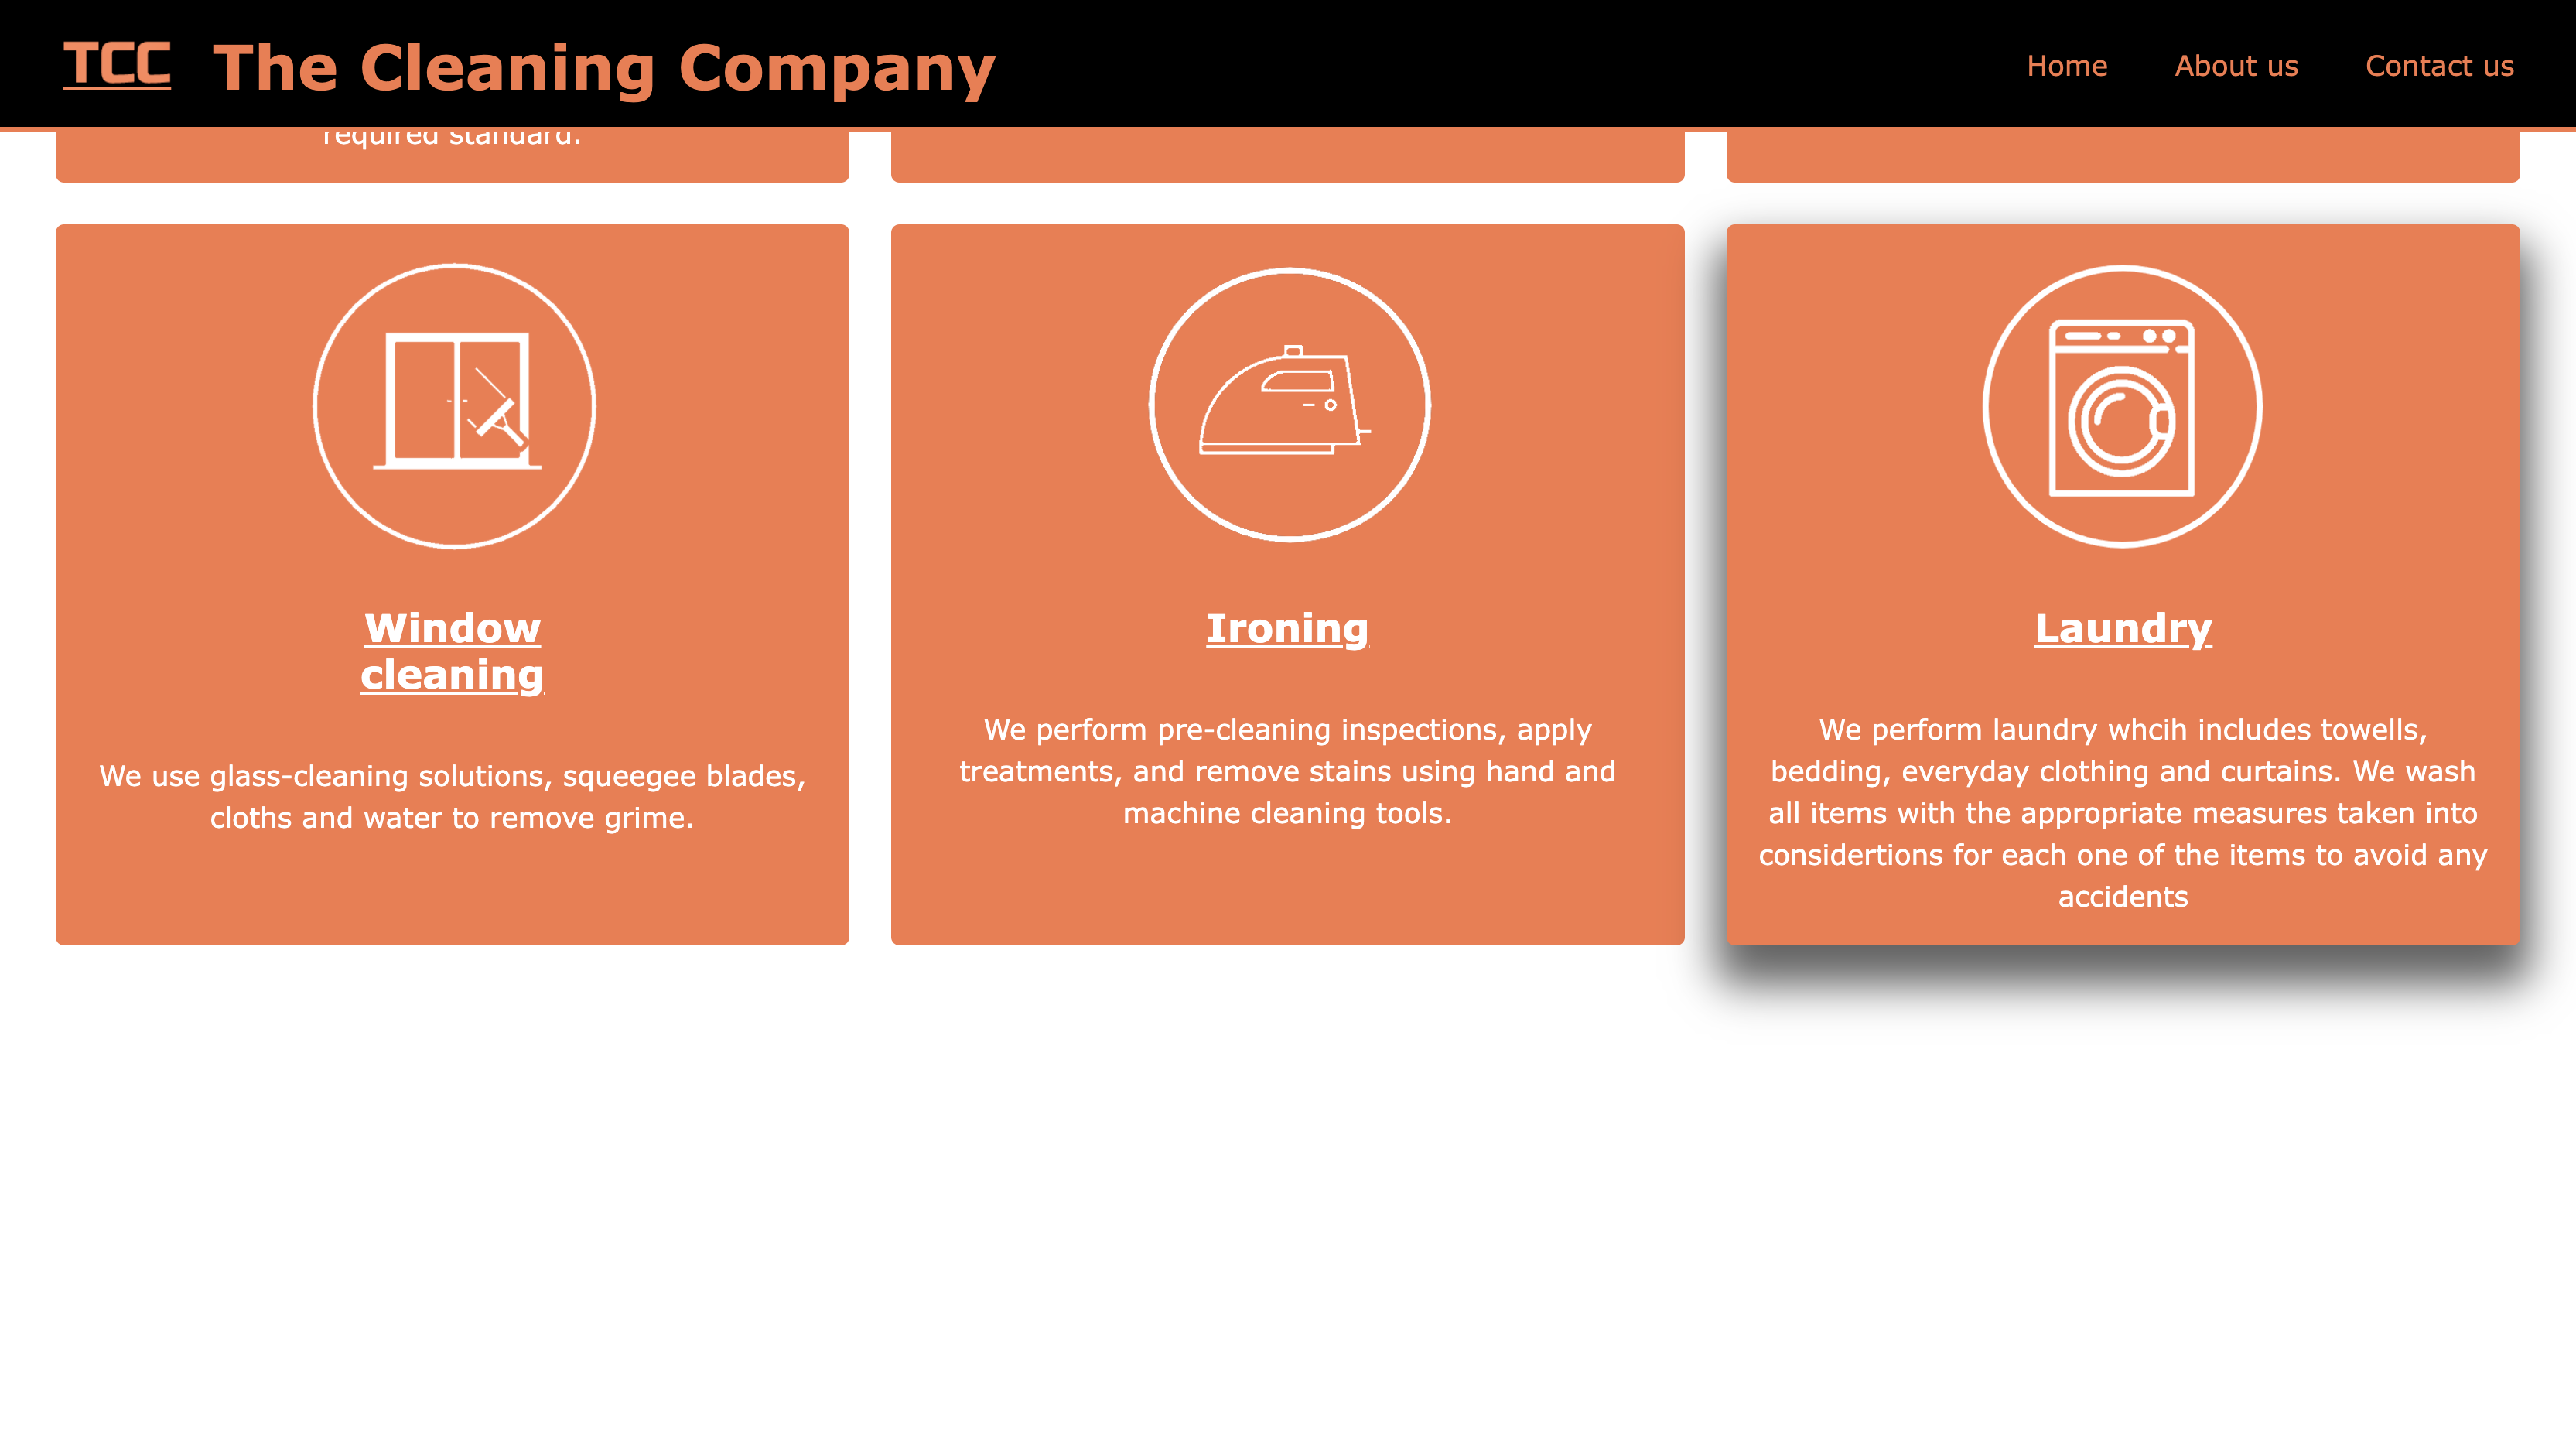 TCC The Cleaning Company Home About us Contact us
required standard.
Window
cleaning
We use glass-cleaning solutions, squeegee blades,
cloths and water to remove grime.
Ironing
We perform pre-cleaning inspections, apply
treatments, and remove stains using hand and
machine cleaning tools.
Laundry
We perform laundry whcih includes towells,
bedding, everyday clothing and curtains. We wash
all items with the appropriate measures taken into
considertions for each one of the items to avoid any
accidents